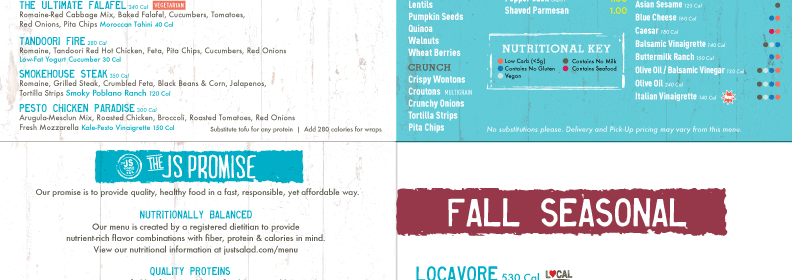 THE ULTIMATE FALAFEL 340 Cal VEGETARIAN
Romaine-Red Cabbage Mix, Baked Falafel, Cucumbers, Tomatoes,
Red Onions, Pita Chips Moroccan Tahini 40 Cal
TANDOORI FIRE 280 Cal
Romaine, Tandoori Red Hot Chicken, Feta, Pita Chips, Cucumbers, Red Onions
Low-Fat Yogurt Cucumber 30 Cal
SMOKEHOUSE STEAK 350 Cal
Romaine, Grilled Steak, Crumbled Feta, Black Beans & Corn, Jalapenos,
Tortilla Strips Smoky Poblano Ranch 120 Cal
PESTO CHICKEN PARADISE 300 Cal
Arugula-Mesclun Mix, Roasted Chicken, Broccoli, Roasted Tomatoes, Red Onions
Fresh Mozzarella Kale-Pesto Vinaigrette 150 Cal
Substitute tofu for any protein | Add 280 calories for wraps
Lentils
Pumpkin Seeds
Quinoa
Walnuts
Wheat Berries
CRUNCH
Crispy Wontons
Croutons MULTIGRAIN
Crunchy Onions
Tortilla Strips
Pita Chips
Shaved Parmesan 1.00
NUTRITIONAL KEY
Low Carb (<5g)
Contains No Gluten
Vegan
Contains No Milk
Contains Seafood
Asian Sesame 125 Cal
Blue Cheese 160 Cal
Caesar 180 Cal
Balsamic Vinaigrette 140 Cal
Buttermilk Ranch 130 Cal
Olive Oil / Balsamic Vinegar 130 Cal
Olive Oil 240 Cal
Italian Vinaigrette 140 Cal
No substitutions please. Delivery and Pick-Up pricing may vary from this menu.
THE JS PROMISE
Our promise is to provide quality, healthy food in a fast, responsible, yet affordable way.
NUTRITIONALLY BALANCED
Our menu is created by a registered dietitian to provide
nutrient-rich flavor combinations with fiber, protein & calories in mind.
View our nutritional information at justsalad.com/menu
QUALITY PROTEINS
FALL SEASONAL
LOCAVORE 530 Cal LOCAL